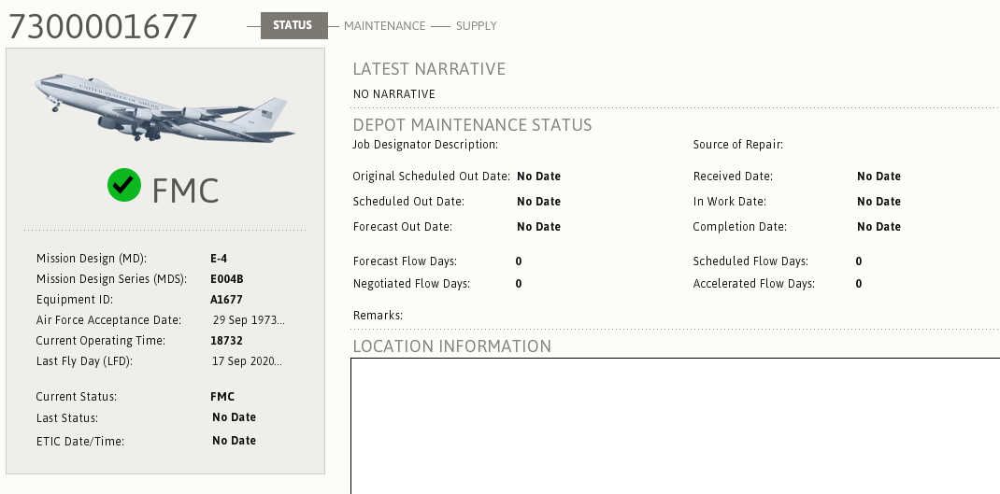 7300001677
STATUS
MAINTENANCE
SUPPLY
UNITED STATES OF AMERICA
FMC
Mission Design (MD): E-4
Mission Design Series (MDS): E004B
Equipment ID: A1677
Air Force Acceptance Date: 29 Sep 1973...
Current Operating Time: 18732
Last Fly Day (LFD): 17 Sep 2020...
Current Status: FMC
Last Status: No Date
ETIC Date/Time: No Date
LATEST NARRATIVE
NO NARRATIVE
DEPOT MAINTENANCE STATUS
Job Designator Description: Source of Repair:
Original Scheduled Out Date: No Date Received Date: No Date
Scheduled Out Date: No Date In Work Date: No Date
Forecast Out Date: No Date Completion Date: No Date
Forecast Flow Days: 0 Scheduled Flow Days: 0
Negotiated Flow Days: 0 Accelerated Flow Days: 0
Remarks:
LOCATION INFORMATION